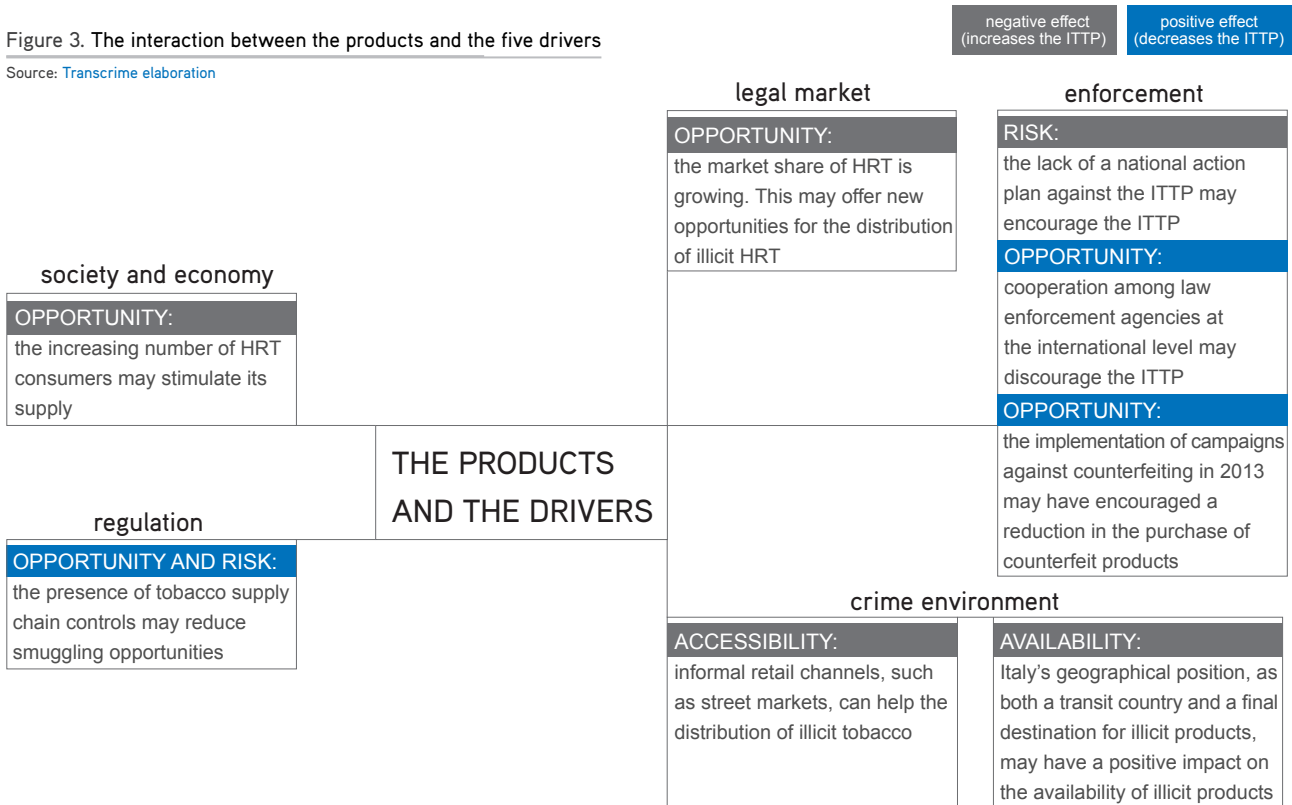 Figure 3. The interaction between the products and the five drivers
Source: Transcrime elaboration
negative effect
(increases the ITTP)
positive effect
(decreases the ITTP)
legal market
OPPORTUNITY:
the market share of HRT is
growing. This may offer new
opportunities for the distribution
of illicit HRT
enforcement
RISK:
the lack of a national action
plan against the ITTP may
encourage the ITTP
OPPORTUNITY:
cooperation among law
enforcement agencies at
the international level may
discourage the ITTP
OPPORTUNITY:
the implementation of campaigns
against counterfeiting in 2013
may have encouraged a
reduction in the purchase of
counterfeit products
society and economy
OPPORTUNITY:
the increasing number of HRT
consumers may stimulate its
supply
THE PRODUCTS
AND THE DRIVERS
regulation
OPPORTUNITY AND RISK:
the presence of tobacco supply
chain controls may reduce
smuggling opportunities
crime environment
ACCESSIBILITY:
informal retail channels, such
as street markets, can help the
distribution of illicit tobacco
AVAILABILITY:
Italy's geographical position, as
both a transit country and a final
destination for illicit products,
may have a positive impact on
the availability of illicit products